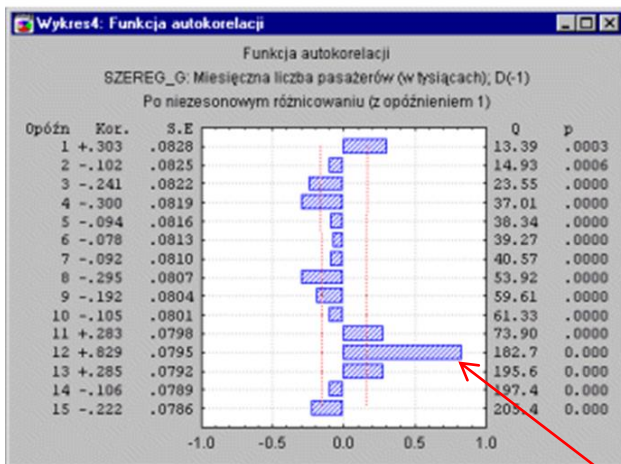 Wykres4: Funkcja autokorelacji
Funkcja autokorelacji
SZEREG_G: Miesięczna liczba pasażerów (w tysiącach); D(-1)
Po niezesonowym różnicowaniu (z opóźnieniem 1)
Opóźn Kor. S.E Q p
1 +.303 .0828 13.39 .0003
2 -.102 .0825 14.93 .0006
3 -.241 .0822 23.55 .0000
4 -.300 .0819 37.01 .0000
5 -.094 .0816 38.34 .0000
6 -.078 .0813 39.27 .0000
7 -.092 .0810 40.57 .0000
8 -.295 .0807 53.92 .0000
9 -.192 .0804 59.61 .0000
10 -.105 .0801 61.33 .0000
11 +.283 .0798 73.90 .0000
12 +.829 .0795 182.7 0.000
13 +.285 .0792 195.6 0.000
14 -.106 .0789 197.4 0.000
15 -.222 .0786 205.4 0.000
-1.0 -0.5 0.0 0.5 1.0